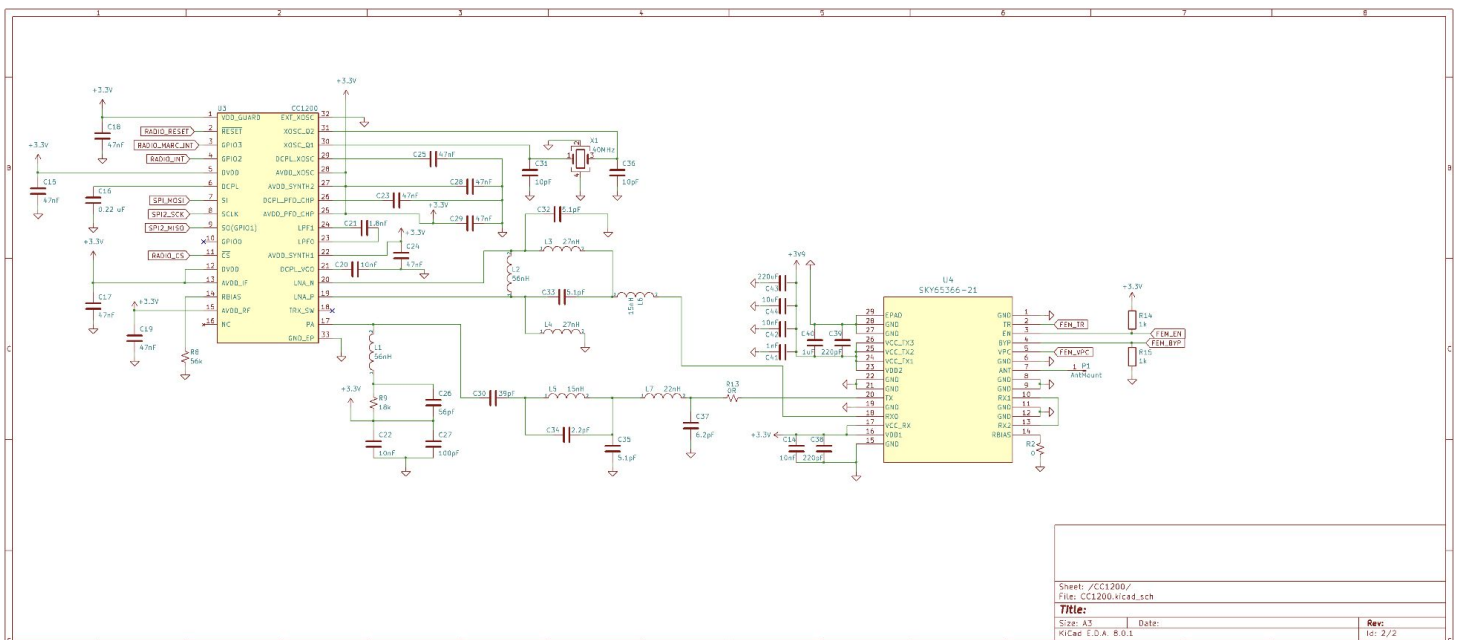 1 2 3 4 5 6 7 8
B
C
B
C
+3.3V
C18
47nF
+3.3V
C15
47nF
C16
0.22 uF
+3.3V
C17
47nF
+3.3V
C19
47nF
R8
56k
RADIO_RESET
RADIO_MARC_INT
RADIO_INT
SPI_MOSI
SPI2_SCK
SPI2_MISO
RADIO_CS
U3 CC1200
1 VDD_GUARD EXT_XOSC 32
2 RESET XOSC_Q2 31
3 GPIO3 XOSC_Q1 30
4 GPIO2 DCPL_XOSC 29
5 DVDD AVDD_XOSC 28
6 DCPL AVDD_SYNTH2 27
7 SI DCPL_PFD_CHP 26
8 SCLK AVDD_PFD_CHP 25
9 SO(GPIO1) LPF1 24
10 GPIO0 LPF0 23
11 CS AVDD_SYNTH1 22
12 DVDD DCPL_VCO 21
13 AVDD_IF LNA_N 20
14 RBIAS LNA_P 19
15 AVDD_RF TRX_SW 18
16 NC PA 17
GND_EP 33
+3.3V
C25 47nF
C28 47nF
C23 47nF
+3.3V
C29 47nF
C21 1.8nF
+3.3V
C24
47nF
C20 10nF
X1
40MHz
1 2 3 4
C31
10pF
C36
10pF
C32 5.1pF
L3 27nH
L2
56nH
C33 5.1pF
L6
15nH
L4 27nH
L1
56nH
+3.3V
R9
18k
C26
56pF
C22
10nF
C27
100pF
C30 39pF
L5 15nH
C34 2.2pF
C35
5.1pF
L7 22nH
C37
6.2pF
R13
0R
+3V9
220uF
C43
10uF
C44
10nF
C42
1nF
C41
C40
1uF
C39
220pF
+3.3V
C14
10nF
C38
220pF
U4
SKY65366-21
29 EPAD GND 1
28 GND TR 2
27 GND EN 3
26 VCC_TX3 BYP 4
25 VCC_TX2 VPC 5
24 VCC_TX1 GND 6
23 VDD2 ANT 7
22 GND GND 8
21 GND GND 9
20 TX RX1 10
19 GND GND 11
18 RXO GND 12
17 VCC_RX RX2 13
16 VDD1 RBIAS 14
15 GND
FEM_TR
FEM_VPC
1 P1
AntMount
R2
0
+3.3V
R14
1k
FEM_EN
FEM_BYP
R15
1k
Sheet: /CC1200/
File: CC1200.kicad_sch
Title:
Size: A3 Date: Rev:
KiCad E.D.A. 8.0.1 Id: 2/2